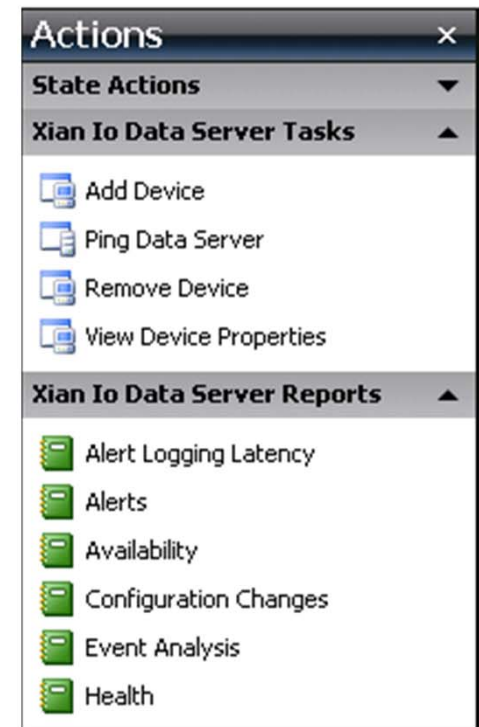 Actions
State Actions
Xian Io Data Server Tasks
Add Device
Ping Data Server
Remove Device
View Device Properties
Xian Io Data Server Reports
Alert Logging Latency
Alerts
Availability
Configuration Changes
Event Analysis
Health